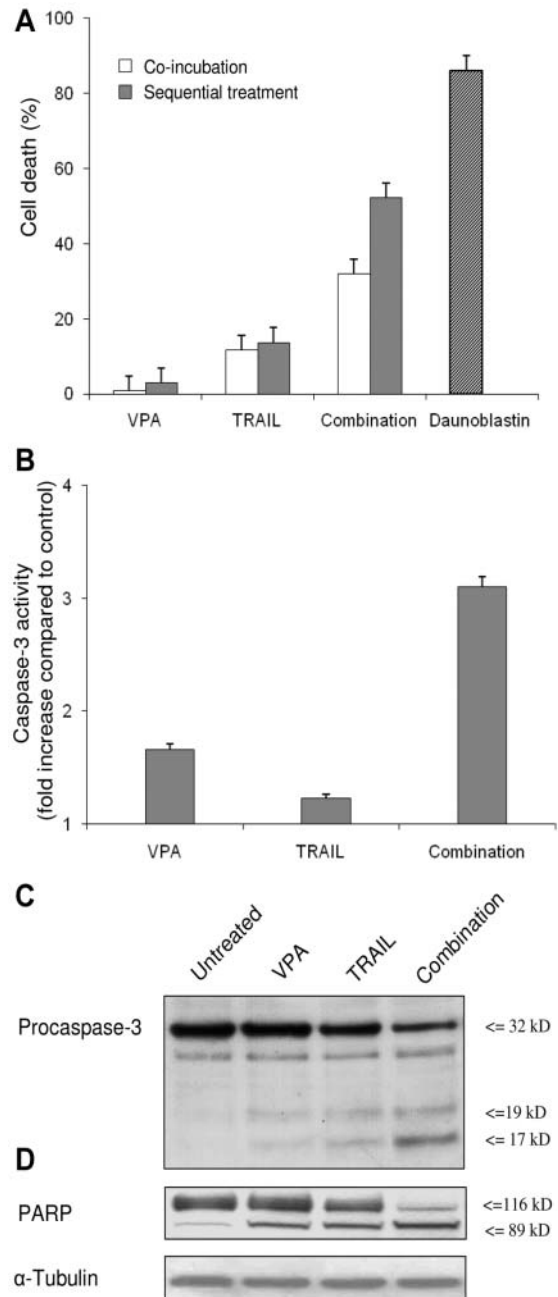 A
100
80
60
40
20
0
Cell death (%)
Co-incubation
Sequential treatment
VPA TRAIL Combination Daunoblastin
B
4
3
2
1
Caspase-3 activity
(fold increase compared to control)
VPA TRAIL Combination
C
Untreated VPA TRAIL Combination
Procaspase-3
<= 32 kD
<=19 kD
<= 17 kD
D
PARP
<=116 kD
<= 89 kD
α-Tubulin